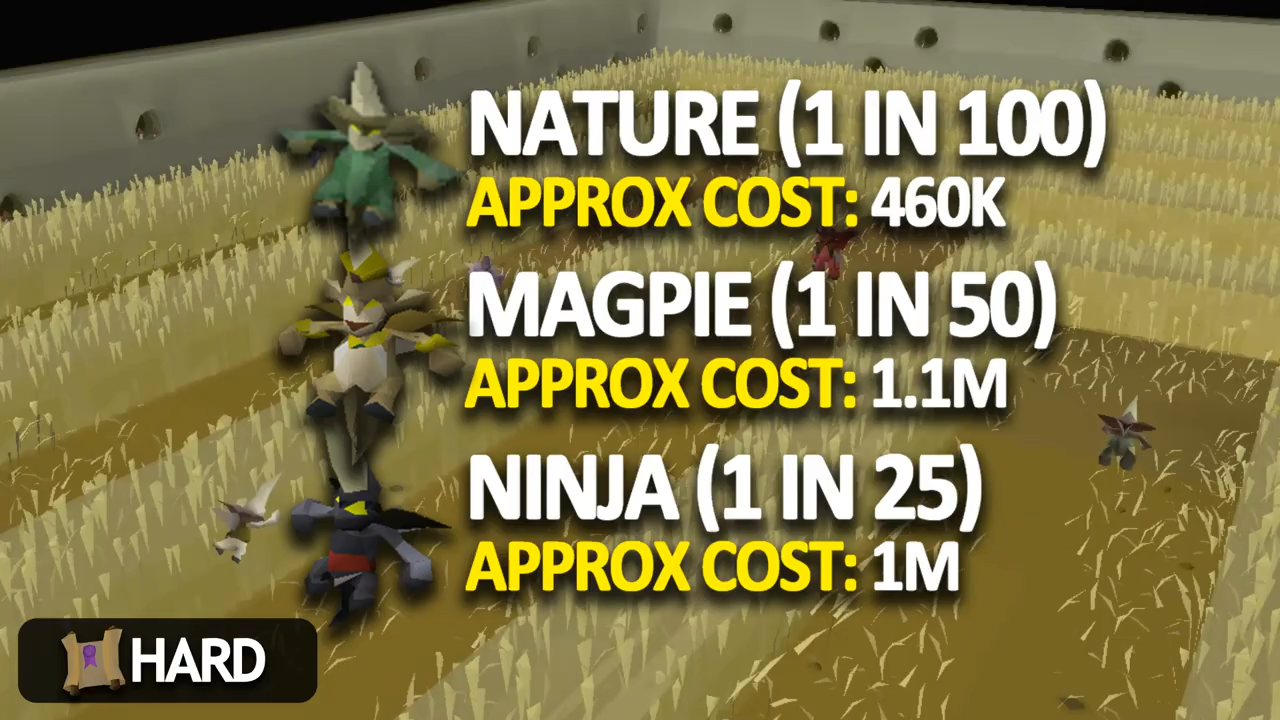 NATURE (1 IN 100)
APPROX COST: 460K
MAGPIE (1 IN 50)
APPROX COST: 1.1M
NINJA (1 IN 25)
APPROX COST: 1M
HARD